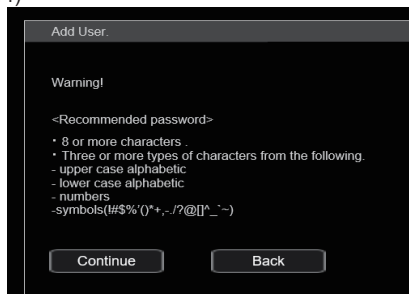 1)
Add User.
Warning!
<Recommended password>
・8 or more characters .
・Three or more types of characters from the following.
- upper case alphabetic
- lower case alphabetic
- numbers
-symbols(!#$%'()*+,-./?@[]^_`~)
Continue
Back